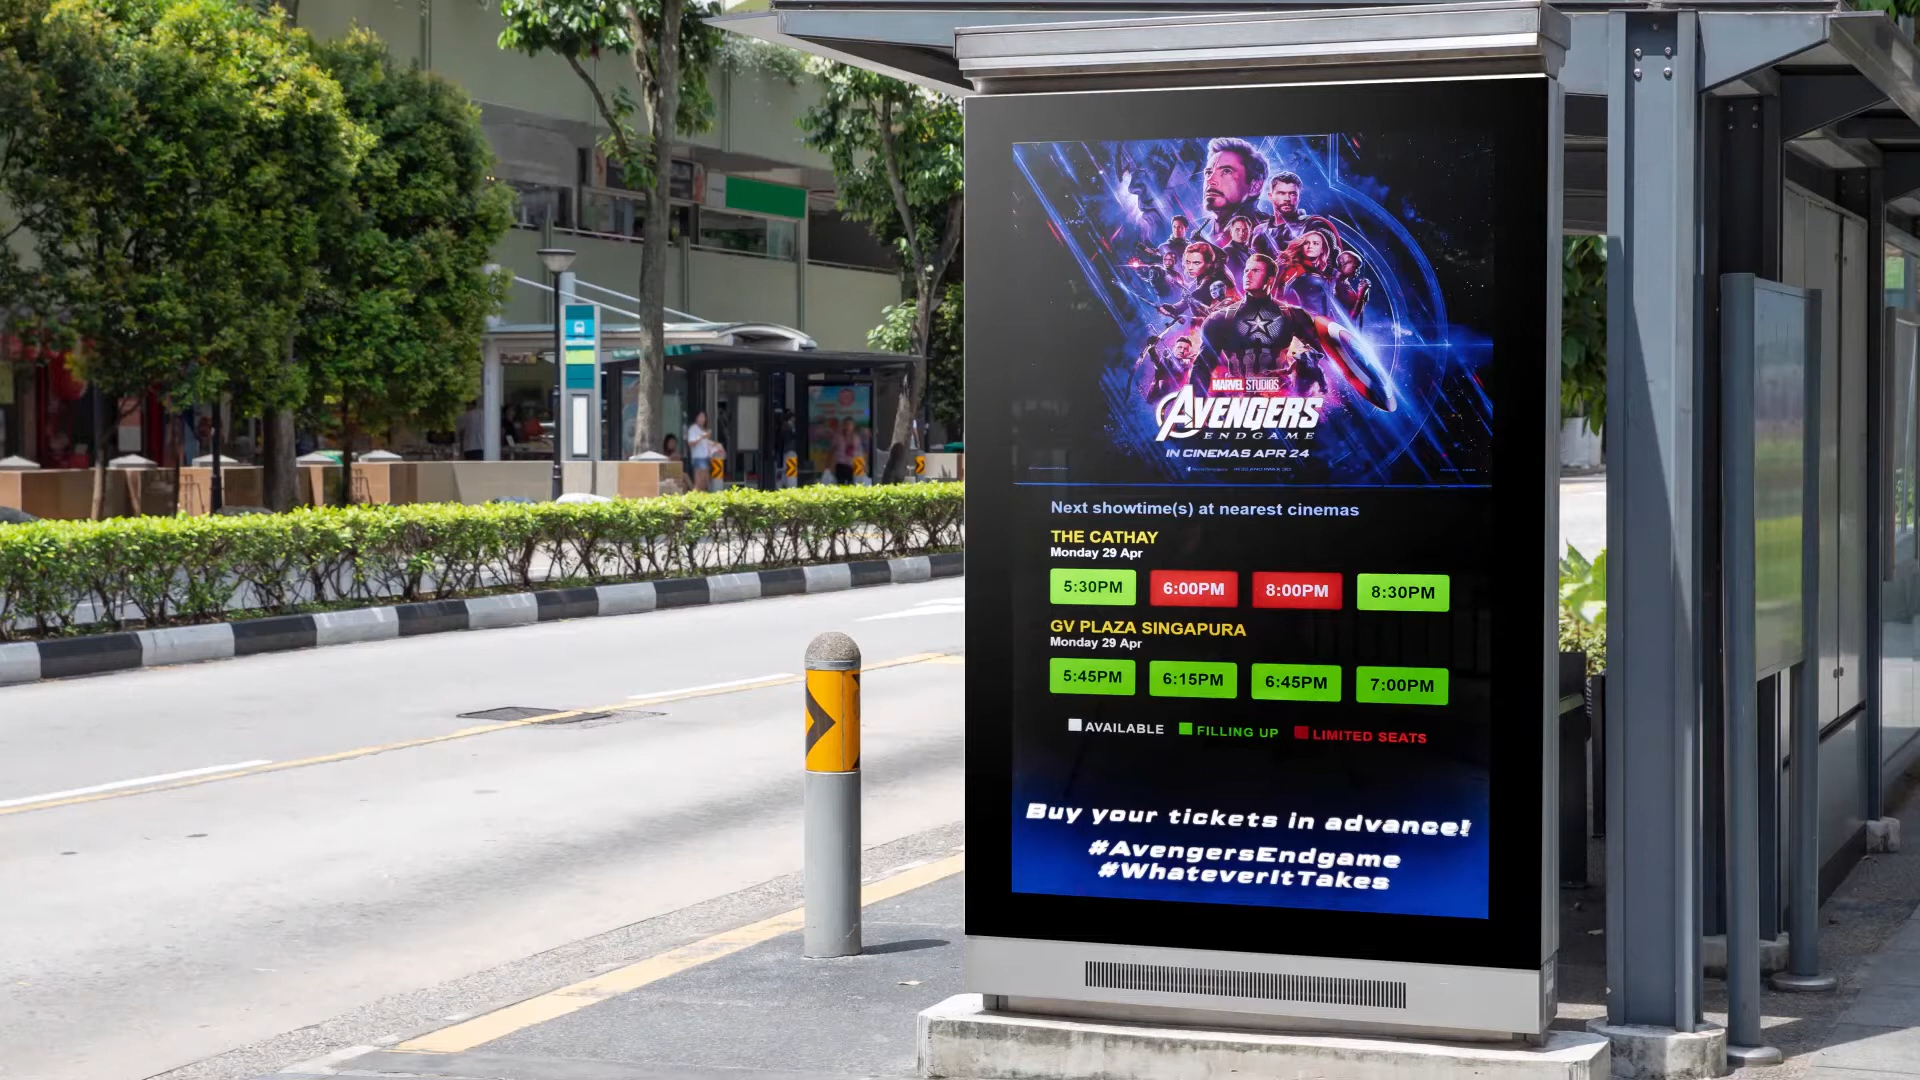 MARVEL STUDIOS
AVENGERS
ENDGAME
IN CINEMAS APR 24
Next showtime(s) at nearest cinemas
THE CATHAY
Monday 29 Apr
5:30PM 6:00PM 8:00PM 8:30PM
GV PLAZA SINGAPURA
Monday 29 Apr
5:45PM 6:15PM 6:45PM 7:00PM
AVAILABLE FILLING UP LIMITED SEATS
Buy your tickets in advance!
#AvengersEndgame
#WhateverItTakes